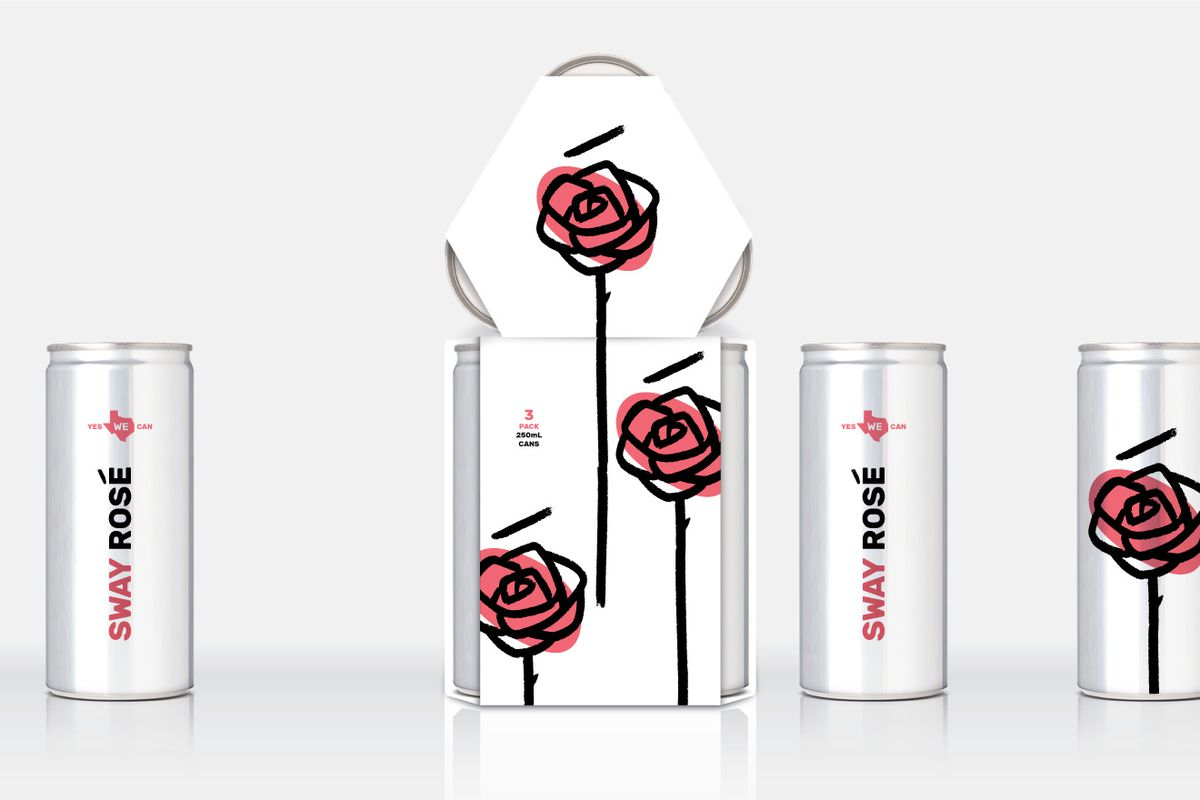 YES WE CAN
SWAY ROSÉ
3
PACK
250mL
CANS
YES WE CAN
SWAY ROSÉ